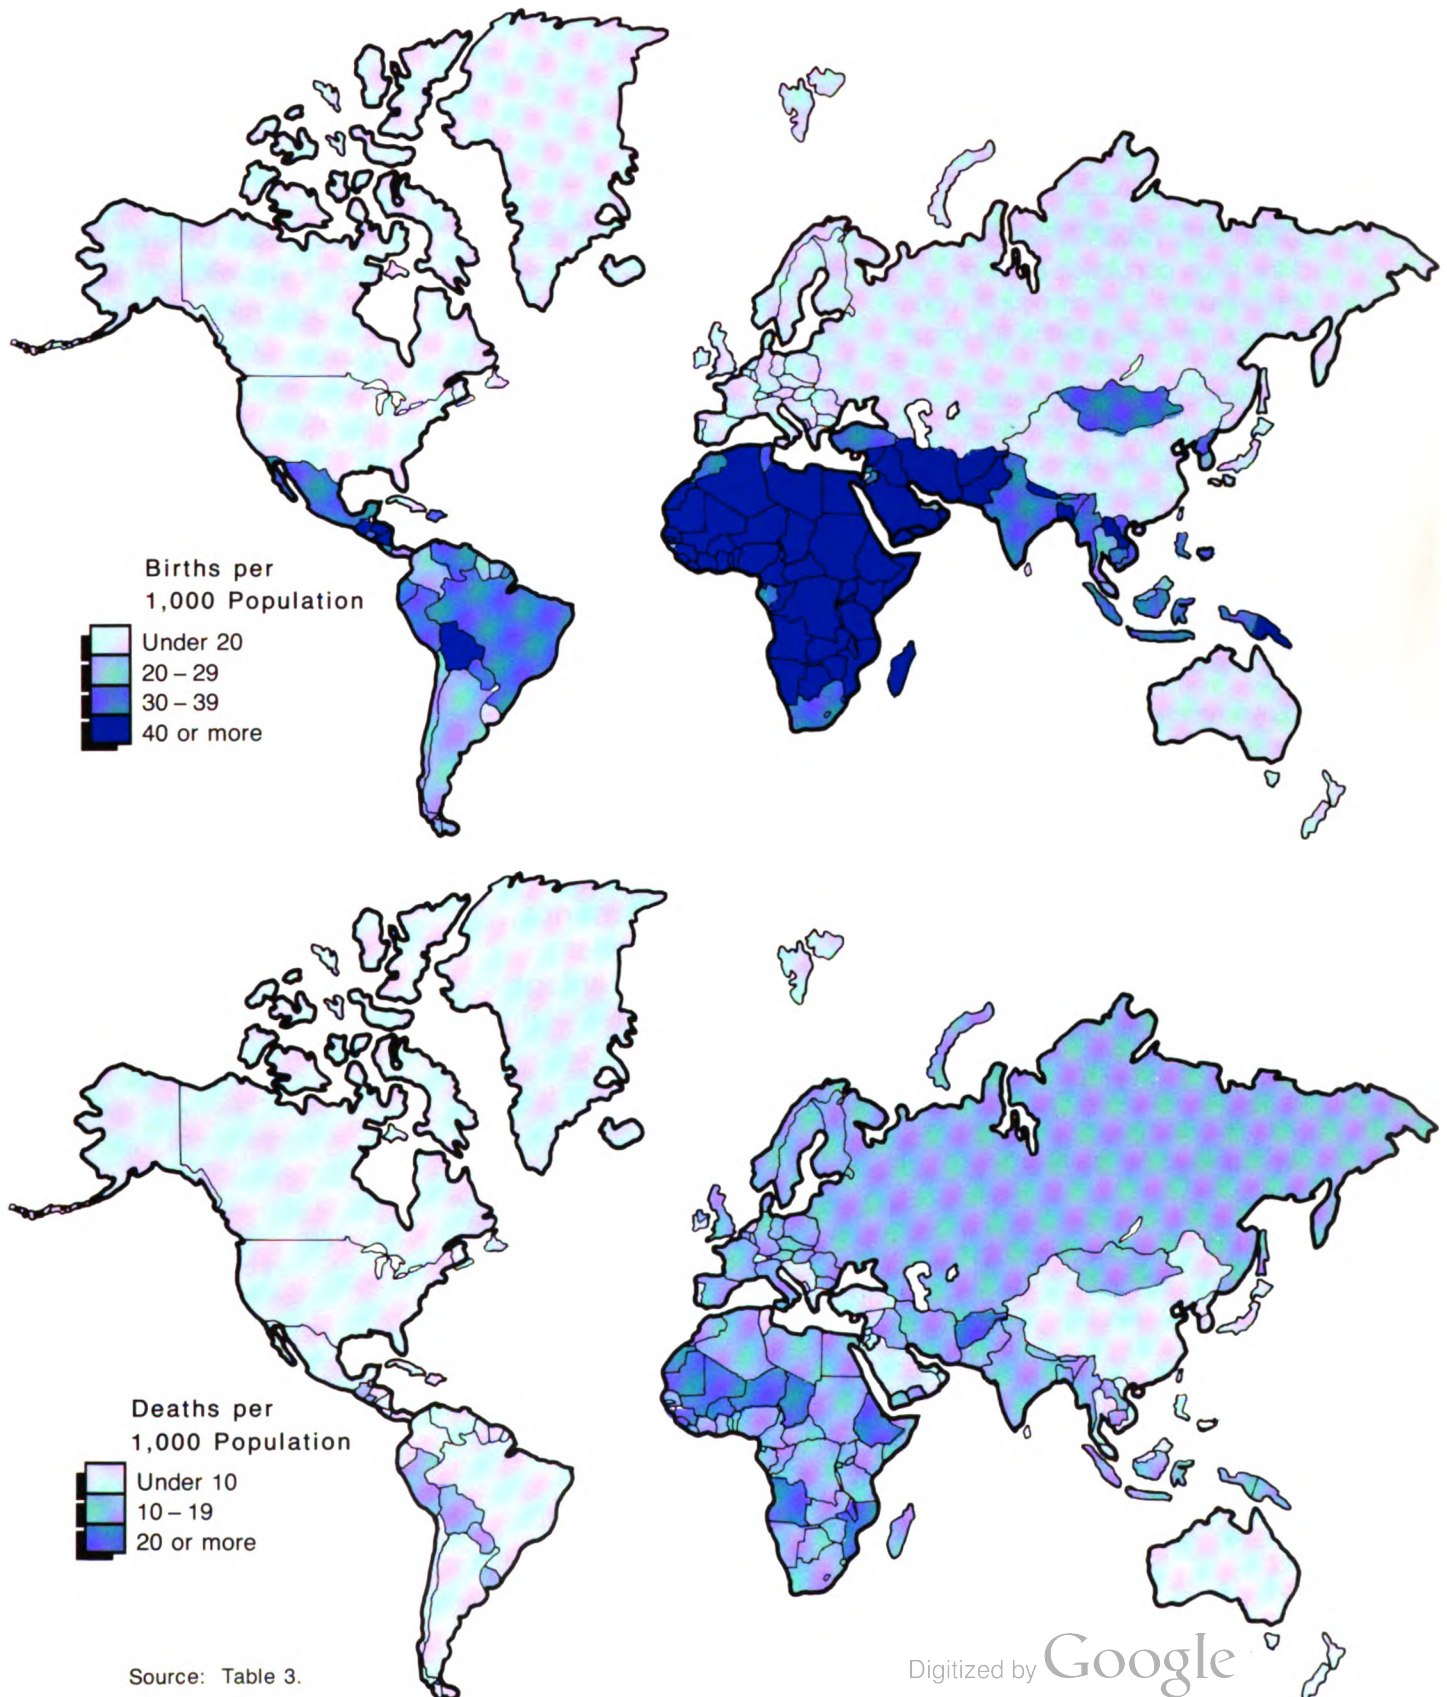 Births per
1,000 Population
Under 20
20 – 29
30 – 39
40 or more
Deaths per
1,000 Population
Under 10
10 – 19
20 or more
Source: Table 3.
Digitized by Google